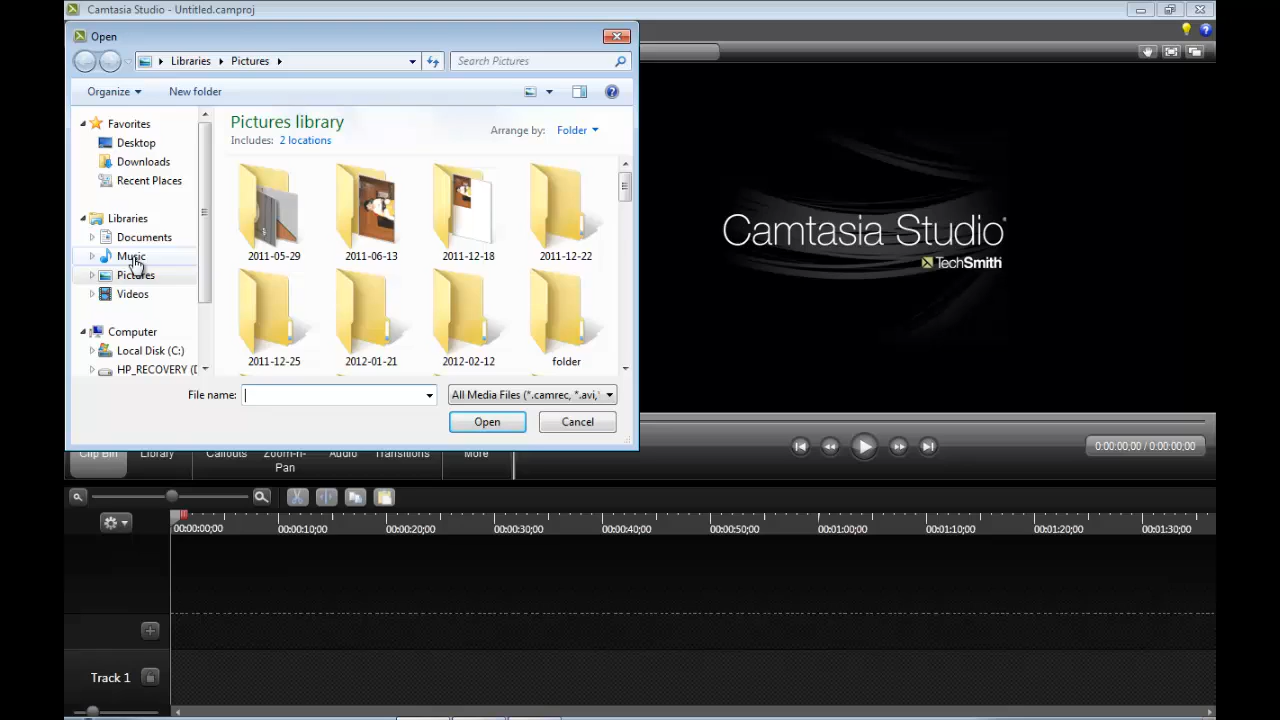 Camtasia Studio - Untitled.camproj
Open
Libraries
Pictures
Search Pictures
Organize
New folder
Favorites
Desktop
Downloads
Recent Places
Libraries
Documents
Music
Pictures
Videos
Computer
Local Disk (C:)
HP_RECOVERY (D
Pictures library
Includes: 2 locations
Arrange by: Folder
2011-05-29
2011-06-13
2011-12-18
2011-12-22
2011-12-25
2012-01-21
2012-02-12
folder
File name:
All Media Files (*.camrec, *.avi,
Open
Cancel
Camtasia Studio®
TechSmith
0:00:00;00 / 0:00:00;00
Clip Bin
Library
Callouts
Zoom-n-
Pan
Audio
Transitions
More
00:00:00;00
00:00:10;00
00:00:20;00
00:00:30;00
00:00:40;00
00:00:50;00
00:01:00;00
00:01:10;00
00:01:20;00
00:01:30;00
Track 1